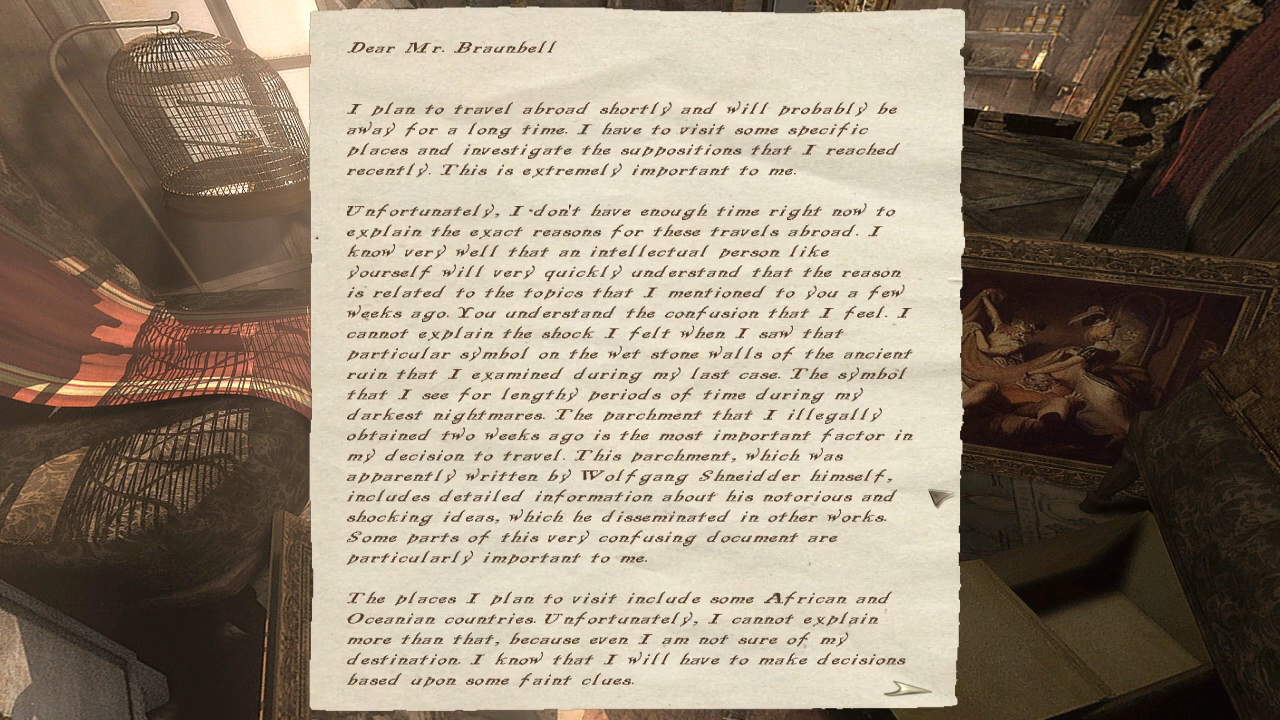 Dear Mr. Braunbell
I plan to travel abroad shortly and will probably be
away for a long time. I have to visit some specific
places and investigate the suppositions that I reached
recently. This is extremely important to me.
Unfortunately, I don't have enough time right now to
explain the exact reasons for these travels abroad. I
know very well that an intellectual person like
yourself will very quickly understand that the reason
is related to the topics that I mentioned to you a few
weeks ago. You understand the confusion that I feel. I
cannot explain the shock I felt when I saw that
particular symbol on the wet stone walls of the ancient
ruin that I examined during my last case. The symbol
that I see for lengthy periods of time during my
darkest nightmares. The parchment that I illegally
obtained two weeks ago is the most important factor in
my decision to travel. This parchment, which was
apparently written by Wolfgang Shneidder himself,
includes detailed information about his notorious and
shocking ideas, which he disseminated in other works.
Some parts of this very confusing document are
particularly important to me.
The places I plan to visit include some African and
Oceanian countries. Unfortunately, I cannot explain
more than that, because even I am not sure of my
destination. I know that I will have to make decisions
based upon some faint clues.